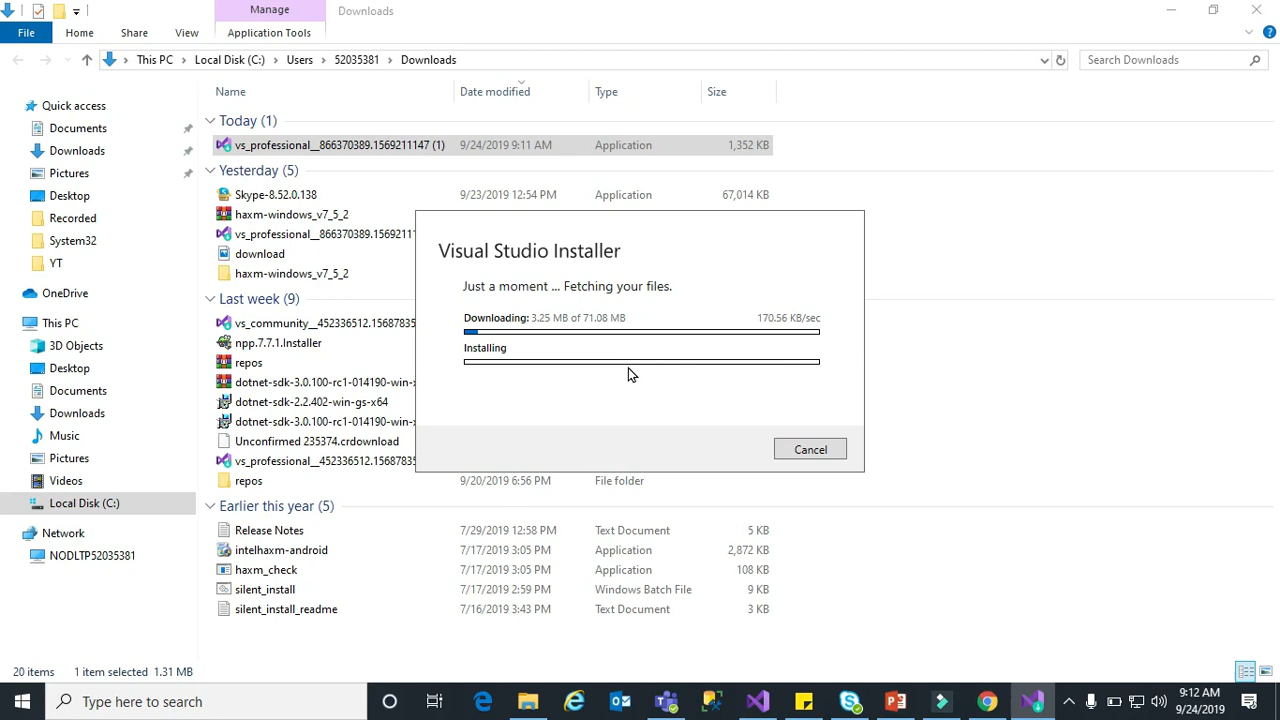 Manage
Downloads
File
Home
Share
View
Application Tools
This PC
Local Disk (C:)
Users
52035381
Downloads
Search Downloads
Name
Date modified
Type
Size
Quick access
Documents
Downloads
Pictures
Desktop
Recorded
System32
YT
OneDrive
This PC
3D Objects
Desktop
Documents
Downloads
Music
Pictures
Videos
Local Disk (C:)
Network
NODLTP52035381
Today (1)
vs_professional__866370389.1569211147 (1) 9/24/2019 9:11 AM Application 1,352 KB
Yesterday (5)
Skype-8.52.0.138 9/23/2019 12:54 PM Application 67,014 KB
haxm-windows_v7_5_2
vs_professional__866370389.1569211
download
haxm-windows_v7_5_2
Last week (9)
vs_community__452336512.15687835
npp.7.7.1.Installer
repos
dotnet-sdk-3.0.100-rc1-014190-win-
dotnet-sdk-2.2.402-win-gs-x64
dotnet-sdk-3.0.100-rc1-014190-win-
Unconfirmed 235374.crdownload
vs_professional__452336512.15687835
repos 9/20/2019 6:56 PM File folder
Earlier this year (5)
Release Notes 7/29/2019 12:58 PM Text Document 5 KB
intelhaxm-android 7/17/2019 3:05 PM Application 2,872 KB
haxm_check 7/17/2019 3:05 PM Application 108 KB
silent_install 7/17/2019 2:59 PM Windows Batch File 9 KB
silent_install_readme 7/16/2019 3:43 PM Text Document 3 KB
Visual Studio Installer
Just a moment ... Fetching your files.
Downloading: 3.25 MB of 71.08 MB 170.56 KB/sec
Installing
Cancel
20 items 1 item selected 1.31 MB
Type here to search
9:12 AM
9/24/2019